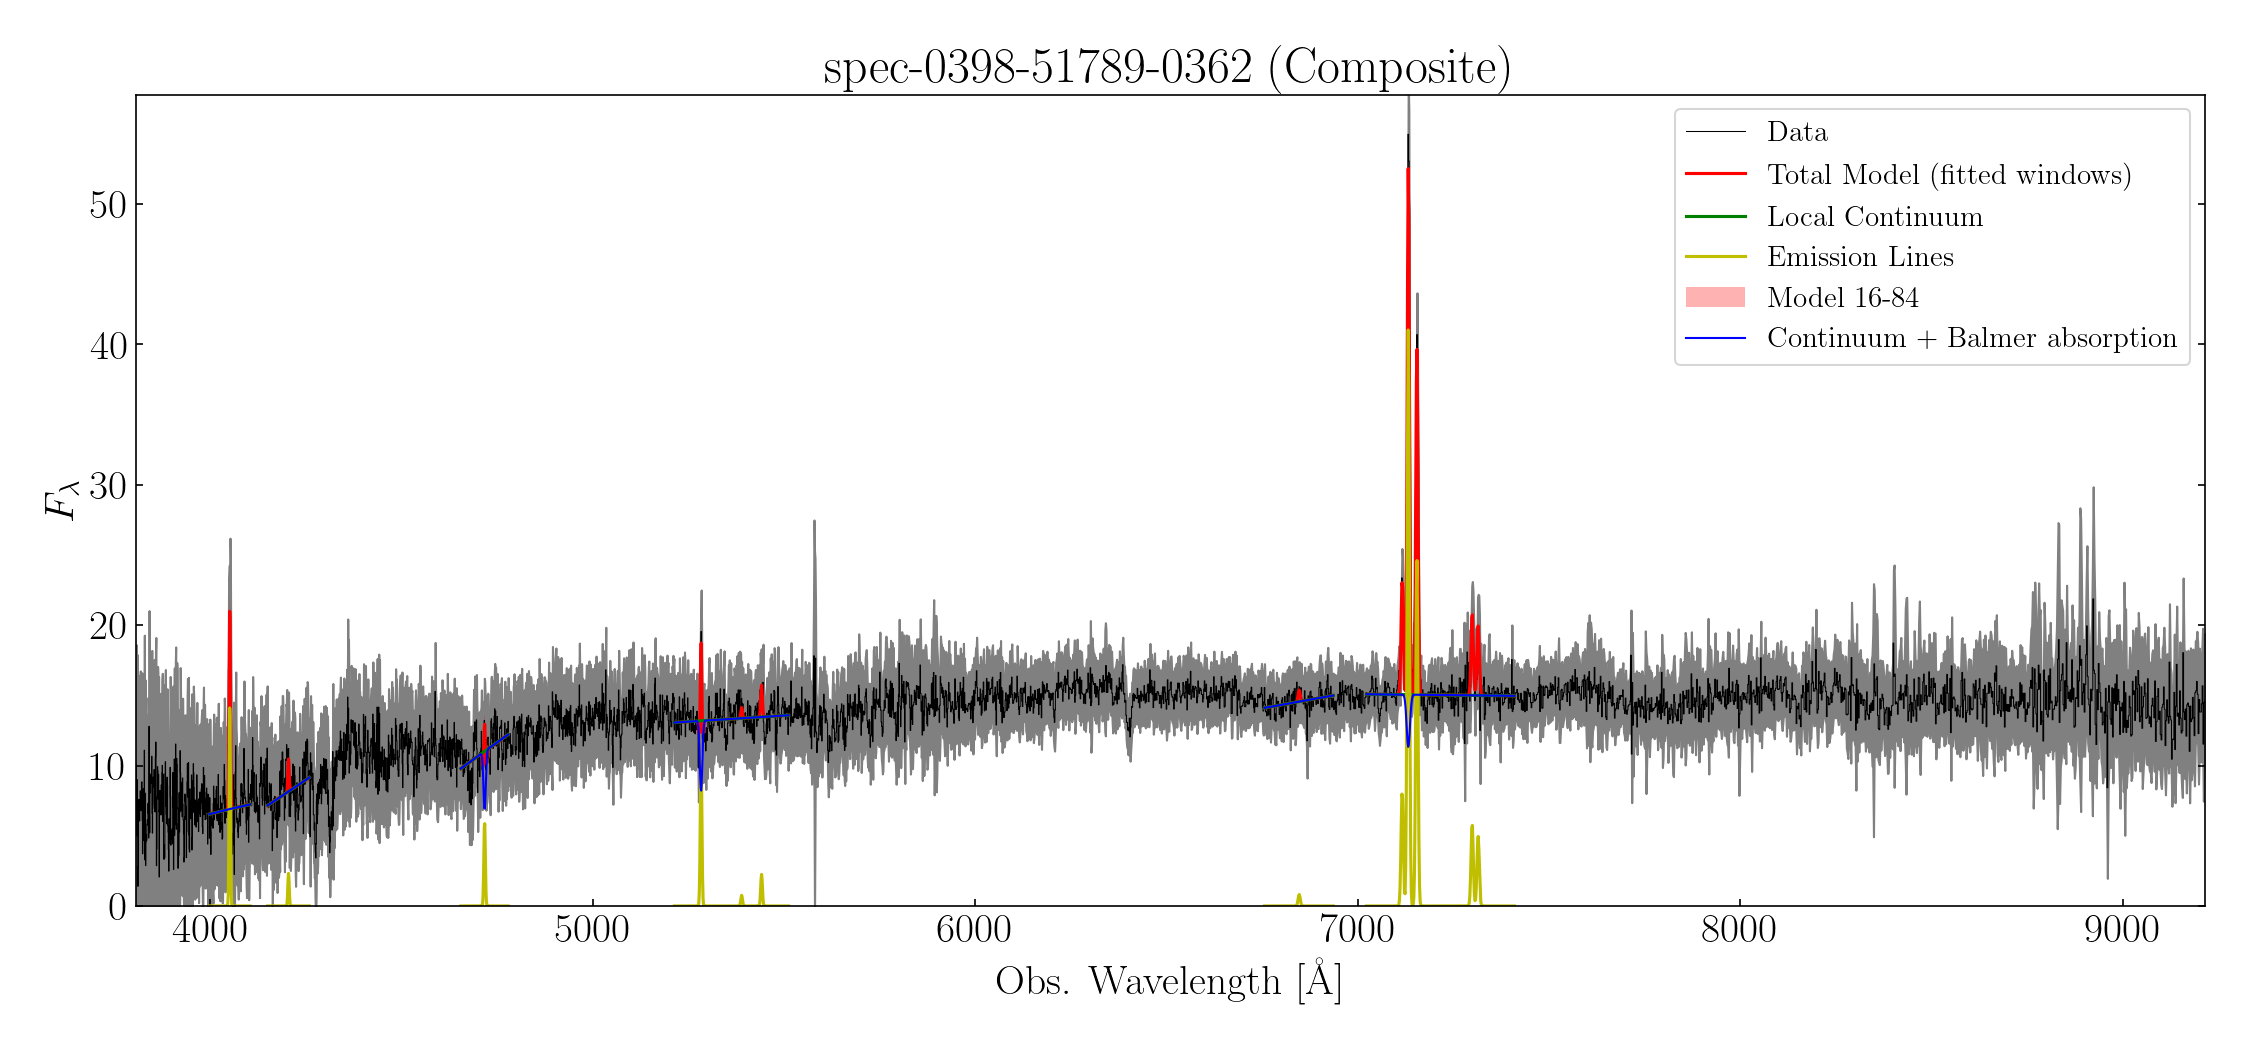 spec-0398-51789-0362 (Composite)
Data
Total Model (fitted windows)
Local Continuum
Emission Lines
Model 16-84
Continuum + Balmer absorption
50
40
30
20
10
0
F_λ
4000 5000 6000 7000 8000 9000
Obs. Wavelength [Å]